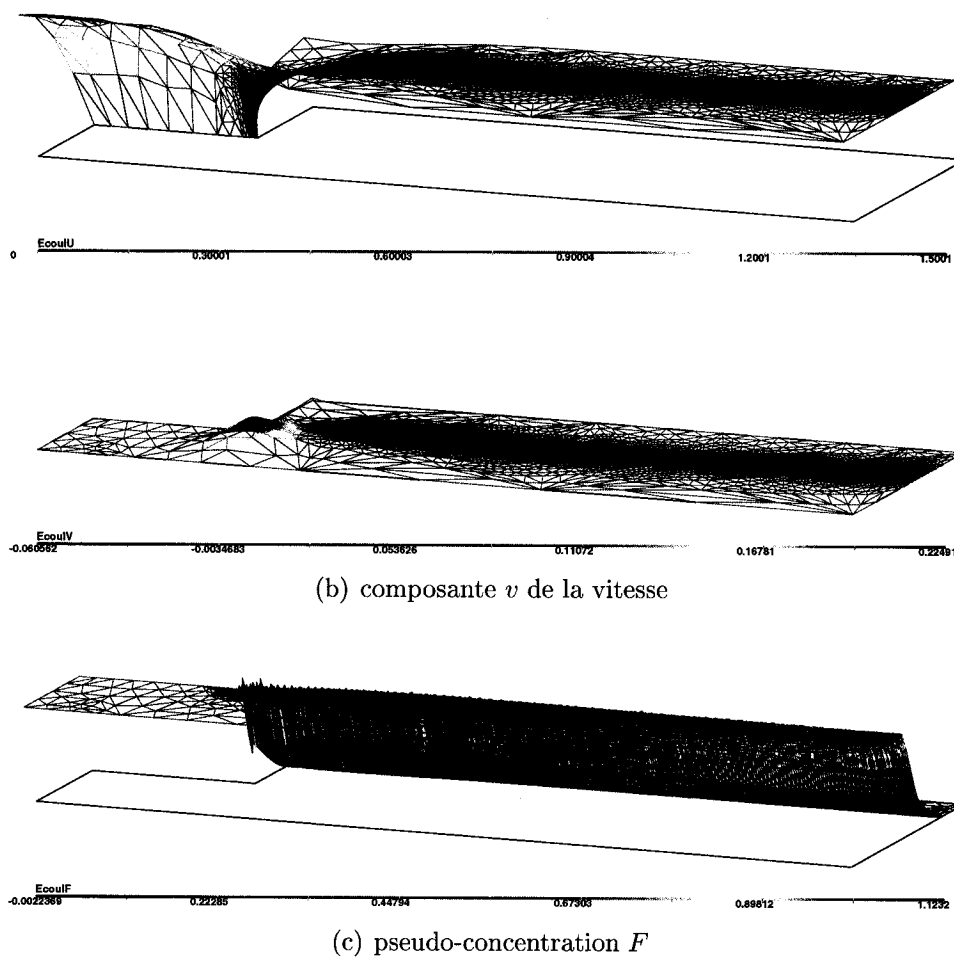 EcoulU
0 0.30001 0.60003 0.90004 1.2001 1.5001
EcoulV
-0.060562 -0.0034683 0.053626 0.11072 0.16781 0.22491
(b) composante v de la vitesse
EcoulF
-0.0022369 0.22285 0.44794 0.67303 0.89812 1.1232
(c) pseudo-concentration F